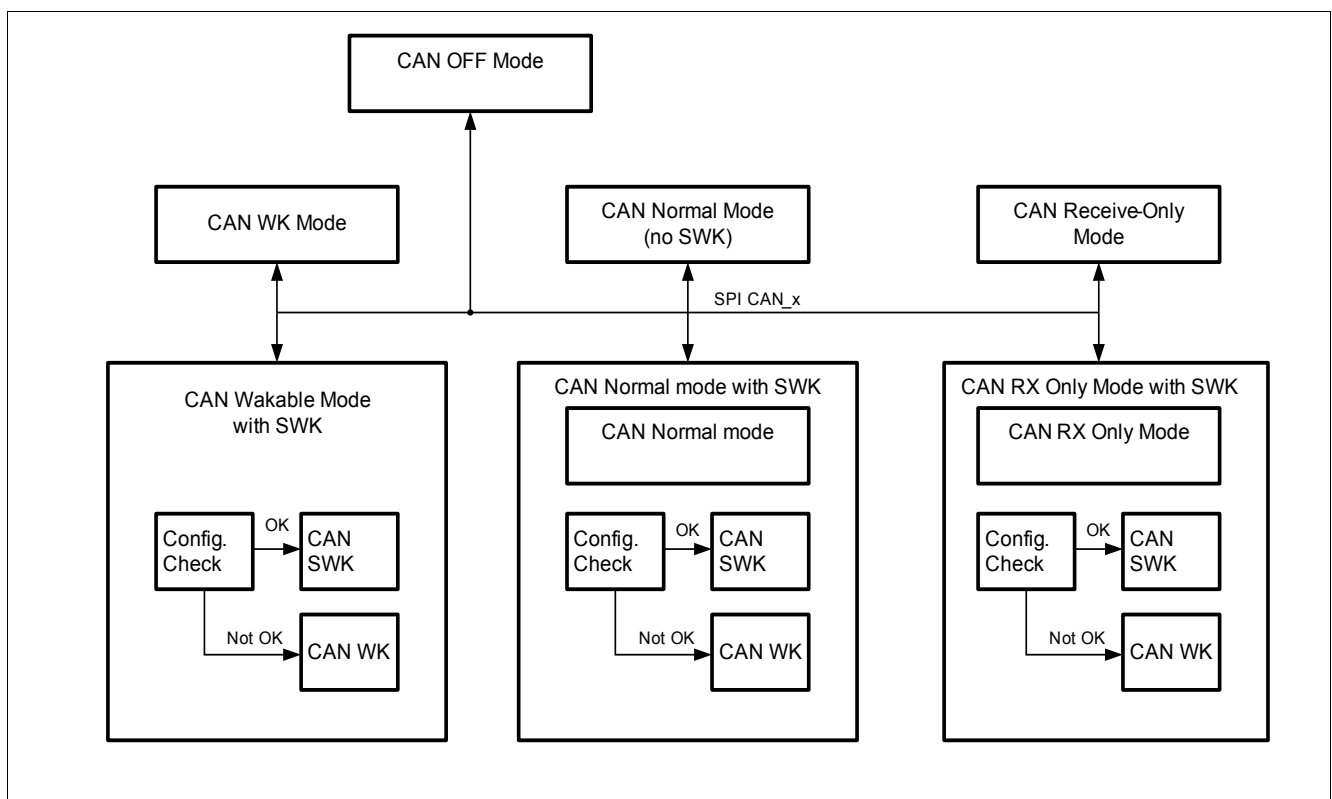 CAN OFF Mode
CAN WK Mode
CAN Normal Mode
(no SWK)
CAN Receive-Only
Mode
SPI CAN_x
CAN Wakable Mode
with SWK
Config.
Check
OK
CAN
SWK
Not OK
CAN WK
CAN Normal mode with SWK
CAN Normal mode
Config.
Check
OK
CAN
SWK
Not OK
CAN WK
CAN RX Only Mode with SWK
CAN RX Only Mode
Config.
Check
OK
CAN
SWK
Not OK
CAN WK